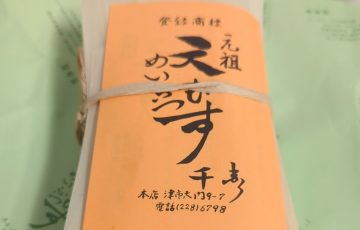 登録商標
元祖
めいぶつ
天むす
千寿
本店 津市大門9-7
電話(228)6798